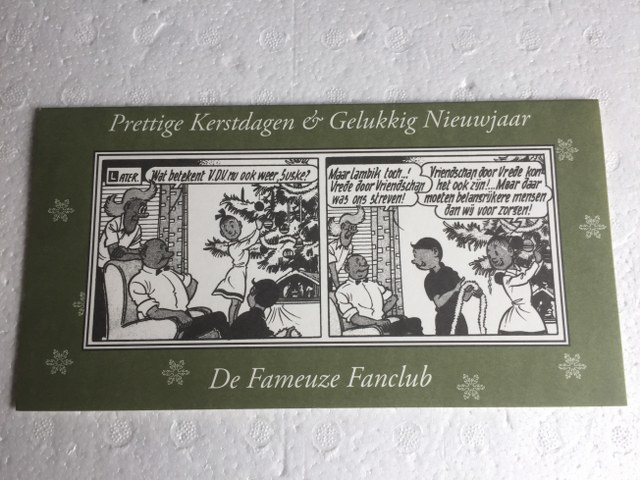 Prettige Kerstdagen & Gelukkig Nieuwjaar
LATER.
Wat betekent V.D.V. nu ook weer, Suske?
Maar Lambik toch...!
Vrede door Vriendschap
was ons streven!
Vriendschap door Vrede kon
het ook zijn!... Maar daar
moeten belangrijkere mensen
dan wij voor zorgen!
De Fameuze Fanclub